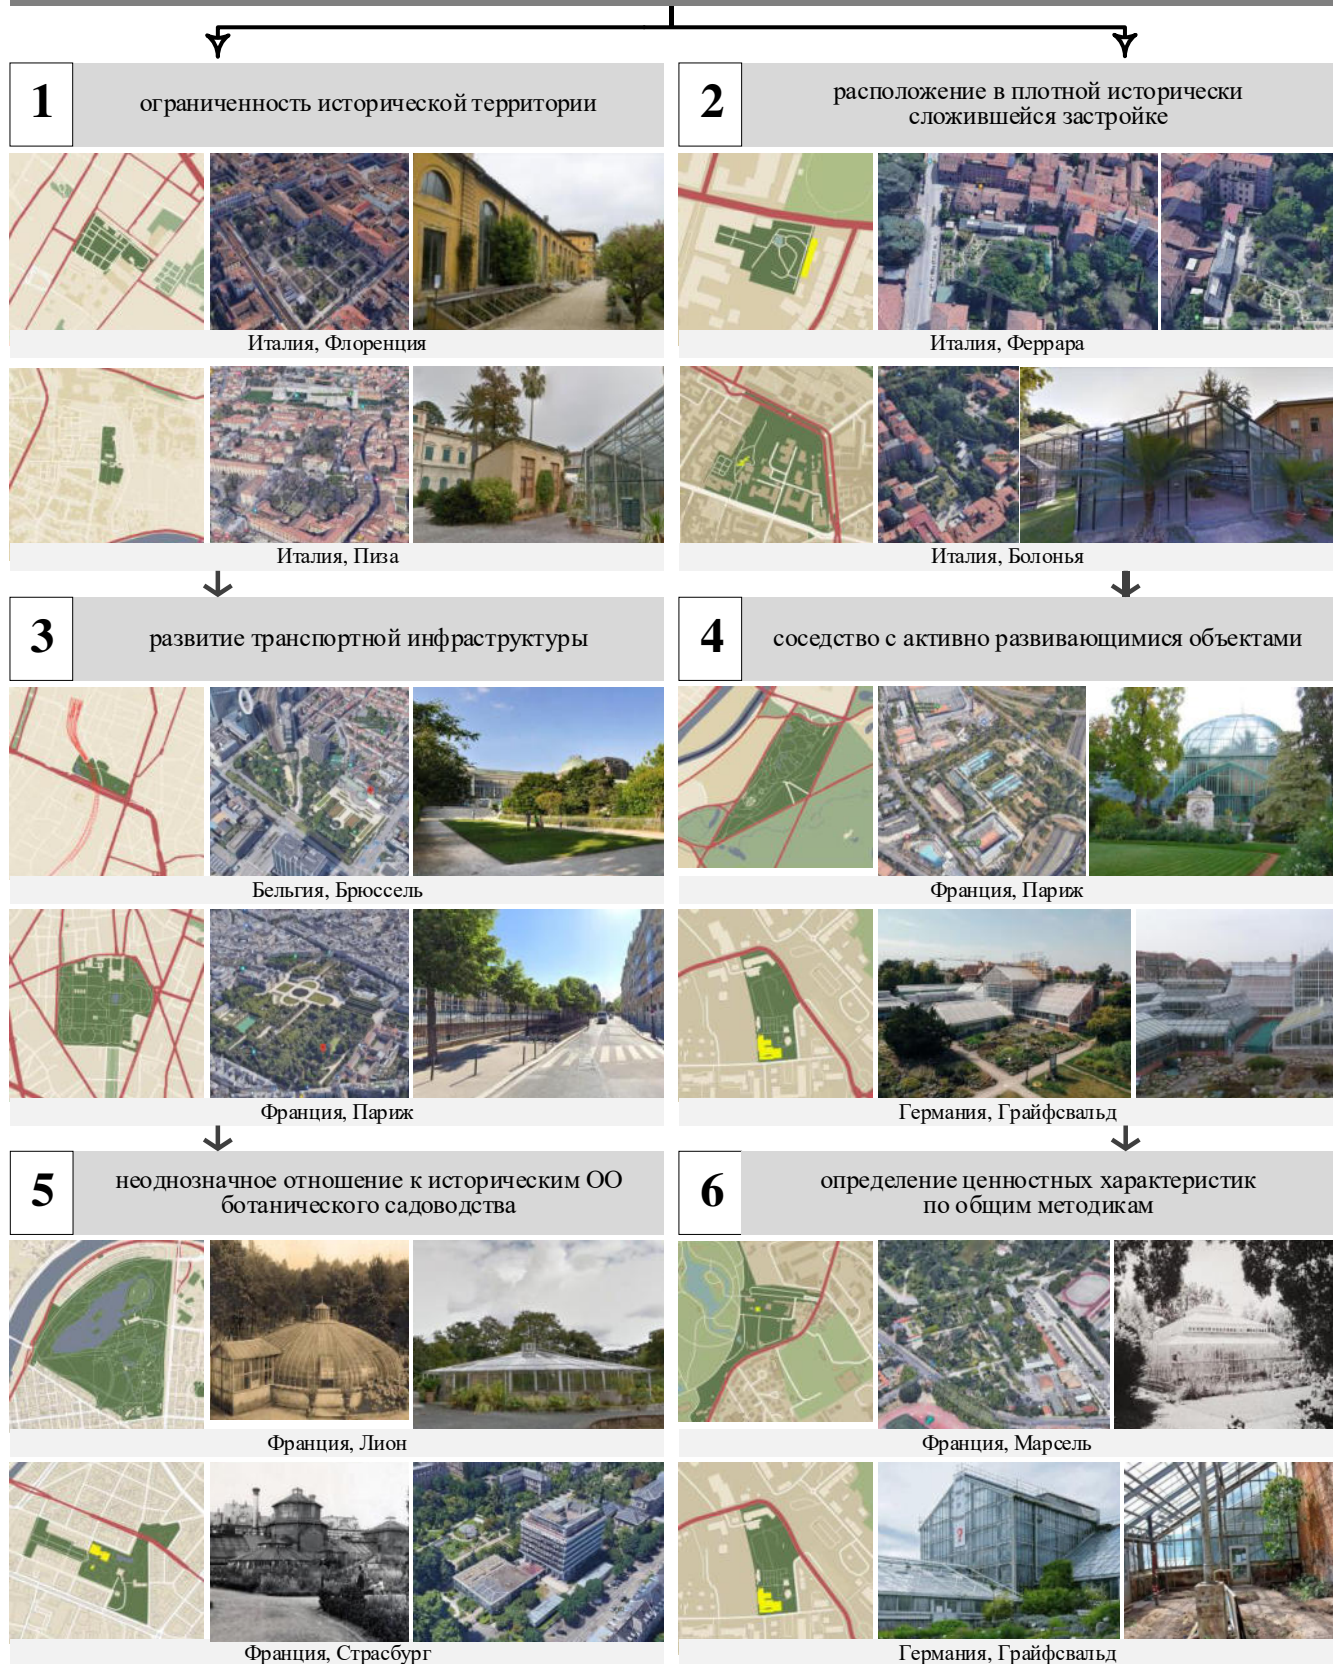 1
ограниченность исторической территории
2
расположение в плотной исторически
сложившейся застройке
Италия, Флоренция
Италия, Феррара
Италия, Пиза
Италия, Болонья
3
развитие транспортной инфраструктуры
4
соседство с активно развивающимися объектами
Бельгия, Брюссель
Франция, Париж
Франция, Париж
Германия, Грайфсвальд
5
неоднозначное отношение к историческим ОО
ботанического садоводства
6
определение ценностных характеристик
по общим методикам
Франция, Лион
Франция, Марсель
Франция, Страсбург
Германия, Грайфсвальд